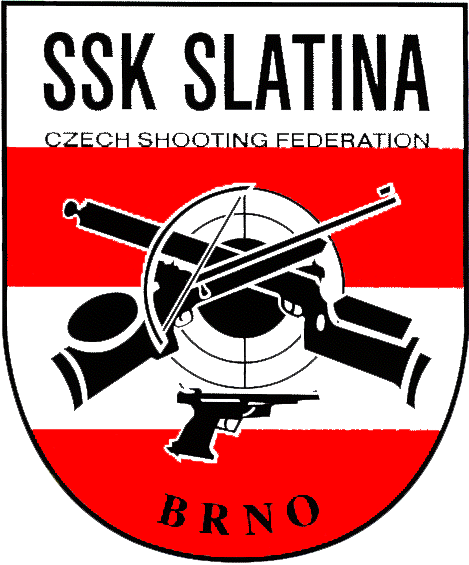 SSK SLATINA
CZECH SHOOTING FEDERATION
BRNO